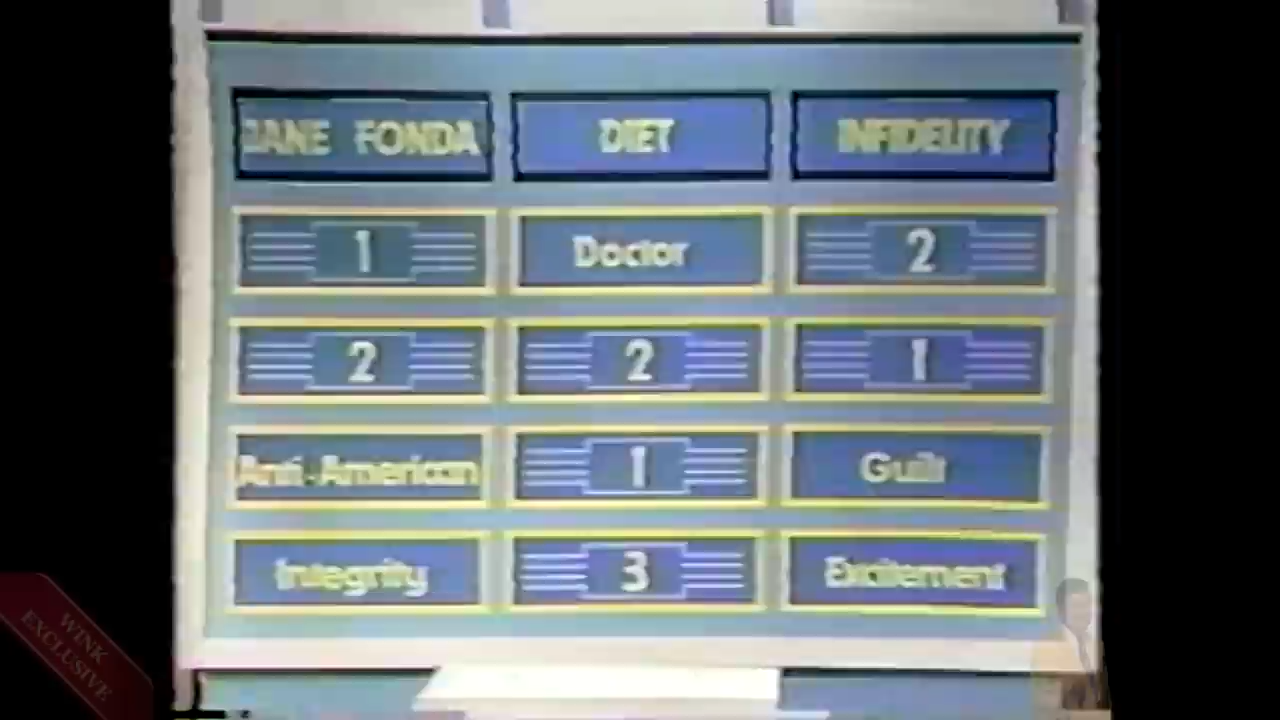 JANE FONDA
DIET
INFIDELITY
1
Doctor
2
2
2
1
Anti-American
1
Guilt
Integrity
3
Excitement
WINK
EXCLUSIVE